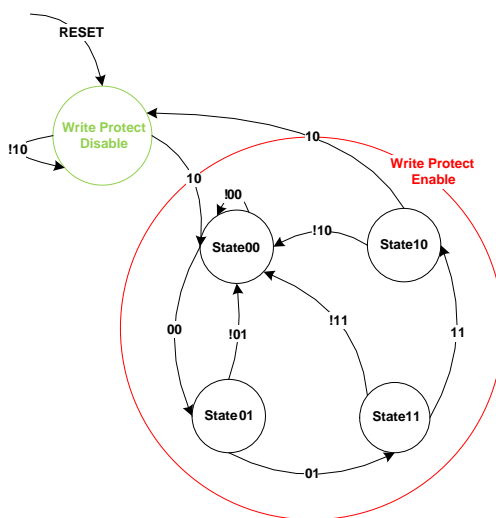 RESET
Write Protect
Disable
!10
10
10
Write Protect
Enable
!00
State00
!10
State10
00
!01
!11
11
State01
State11
01